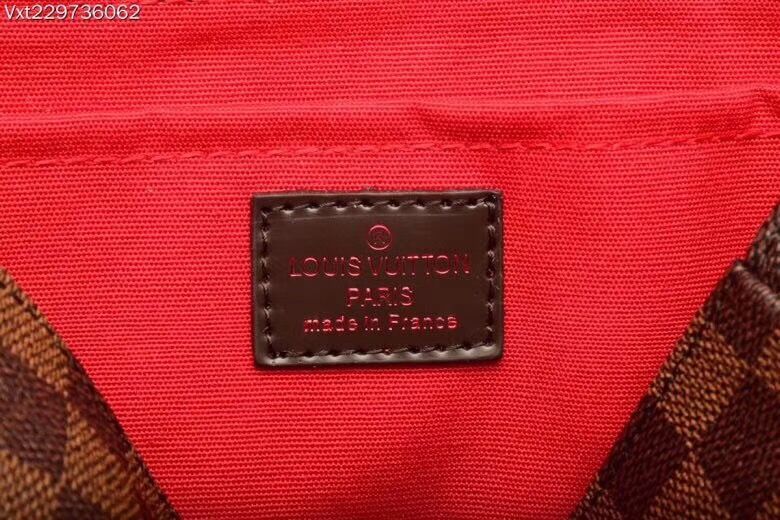 Vxt229736062
®
LOUIS VUITTON
PARIS
made in France